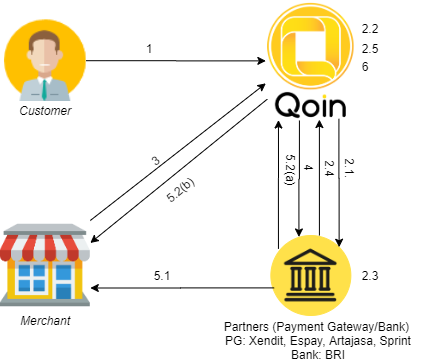 1
2.2
2.5
6
Customer
Qoin
3
5.2(b)
5.2(a)
4
2.4
2.1.
5.1
2.3
Merchant
Partners (Payment Gateway/Bank)
PG: Xendit, Espay, Artajasa, Sprint
Bank: BRI